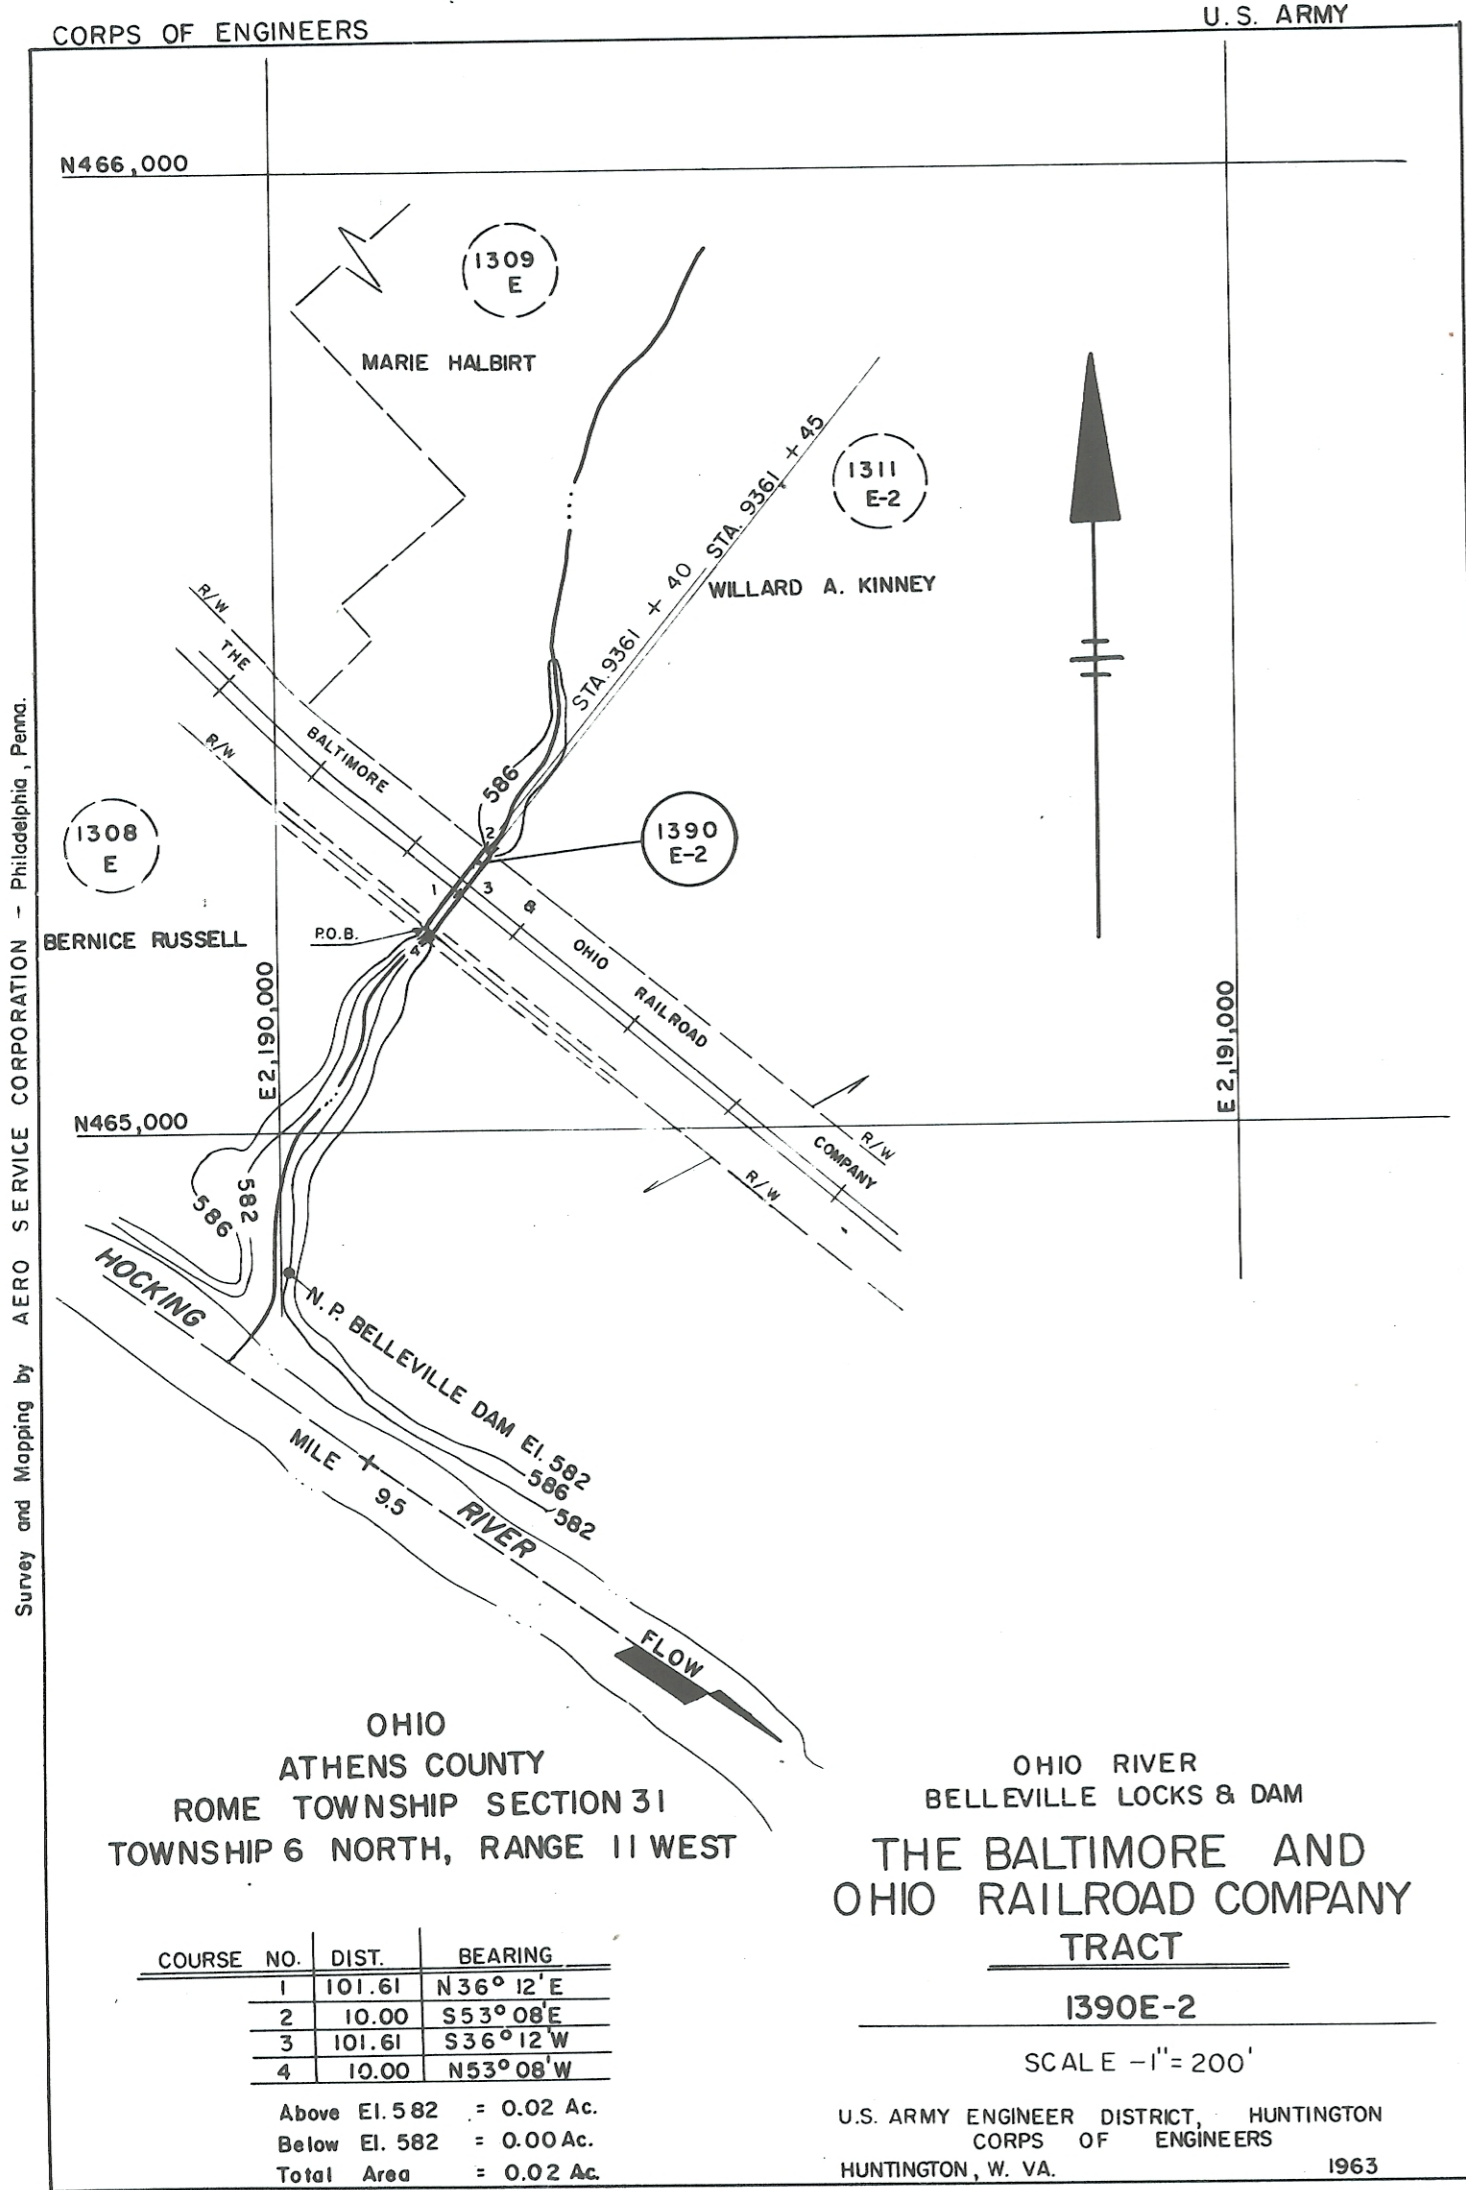 CORPS OF ENGINEERS
U.S. ARMY
N466,000
1309
E
MARIE HALBIRT
STA. 9361 + 45
1311
E-2
STA. 9361 + 40
WILLARD A. KINNEY
R/W
THE
R/W
BALTIMORE
586
1308
E
2
1390
E-2
1
3
&
P.O.B.
BERNICE RUSSELL
4
OHIO
RAILROAD
E 2,190,000
E 2,191,000
N465,000
R/W
COMPANY
R/W
586
582
HOCKING
N. P. BELLEVILLE DAM El. 582
586
582
MILE
9.5
RIVER
FLOW
Survey and Mapping by AERO SERVICE CORPORATION - Philadelphia, Penna.
OHIO
ATHENS COUNTY
ROME TOWNSHIP SECTION 31
TOWNSHIP 6 NORTH, RANGE 11 WEST
OHIO RIVER
BELLEVILLE LOCKS & DAM
THE BALTIMORE AND
OHIO RAILROAD COMPANY
TRACT
1390E-2
SCALE - 1" = 200'
COURSE NO. DIST. BEARING
1 101.61 N36° 12' E
2 10.00 S53° 08' E
3 101.61 S36° 12' W
4 10.00 N53° 08' W
Above El. 582 = 0.02 Ac.
Below El. 582 = 0.00 Ac.
Total Area = 0.02 Ac.
U.S. ARMY ENGINEER DISTRICT, HUNTINGTON
CORPS OF ENGINEERS
HUNTINGTON, W. VA. 1963